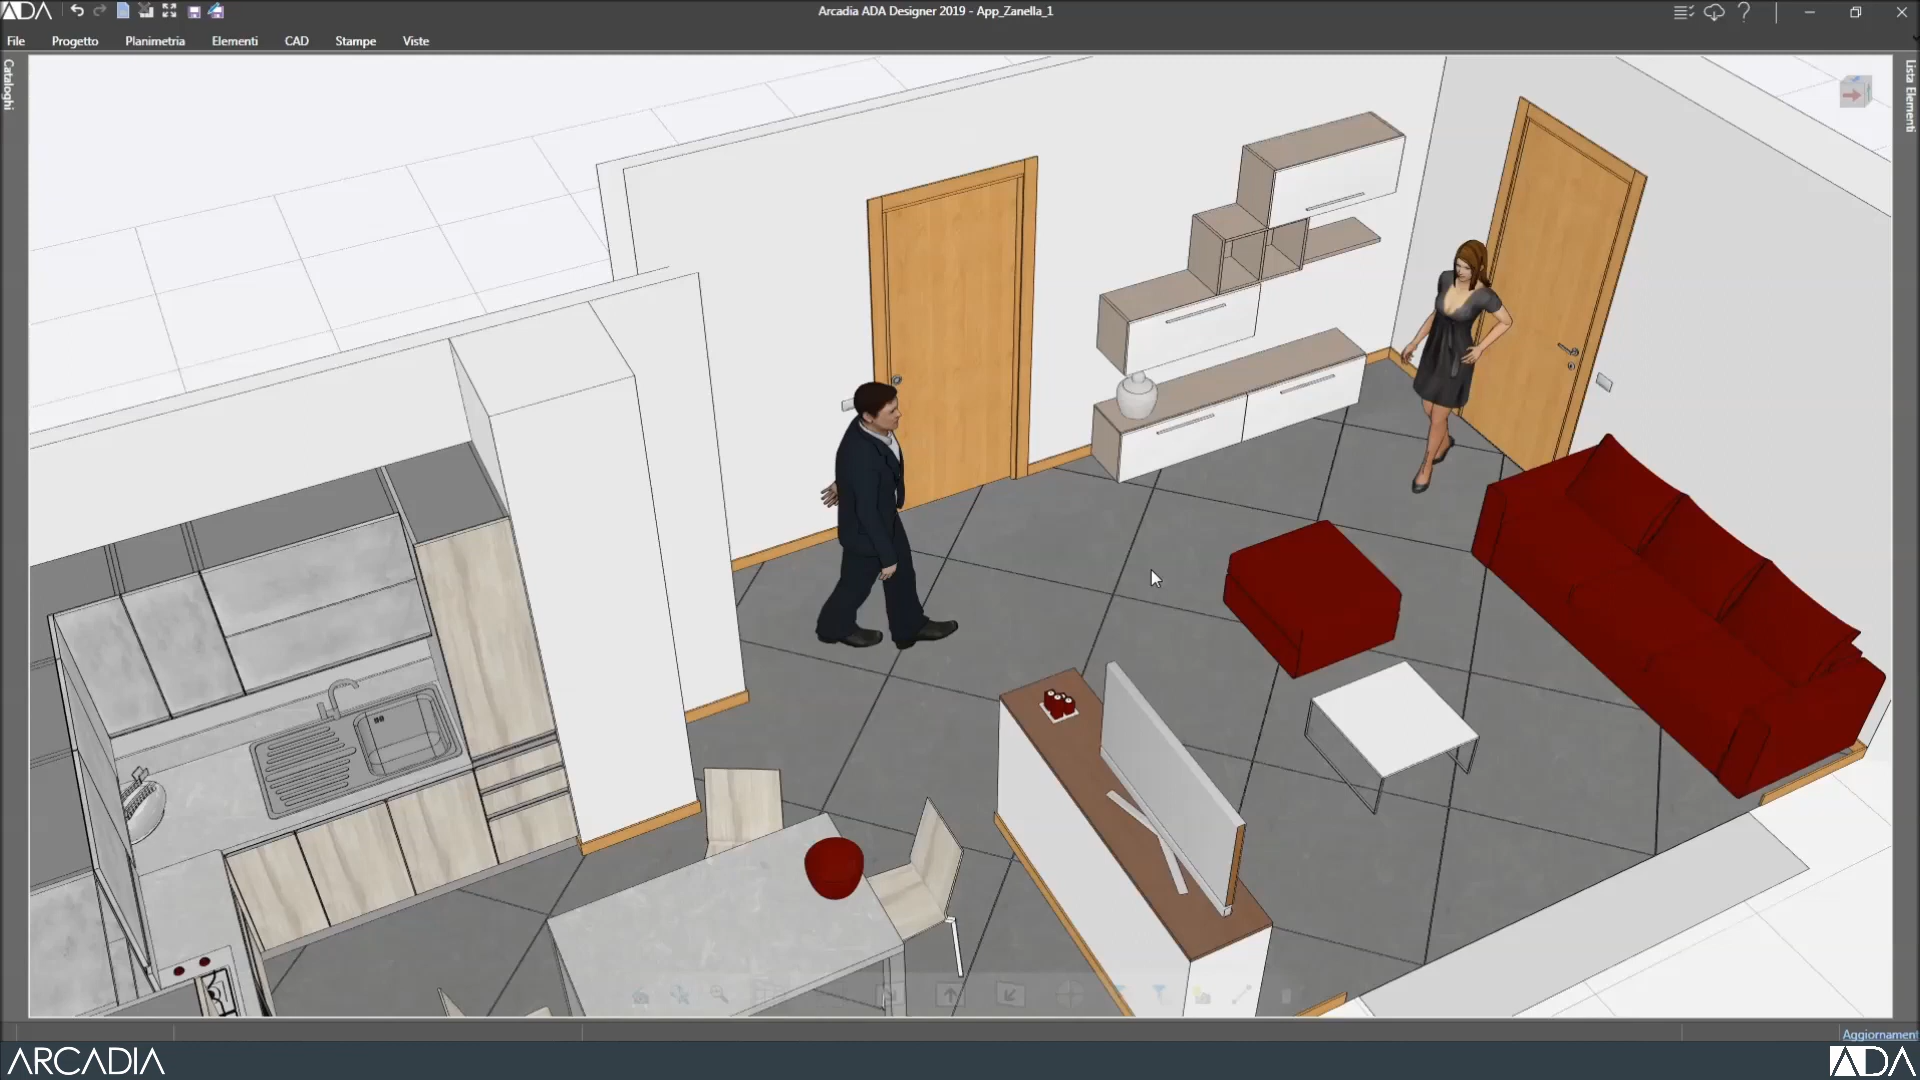 ADA
Arcadia ADA Designer 2019 - App_Zanella_1
File Progetto Planimetria Elementi CAD Stampe Viste
Cataloghi
Lista Elementi
Aggiornament
ARCADIA
ADA